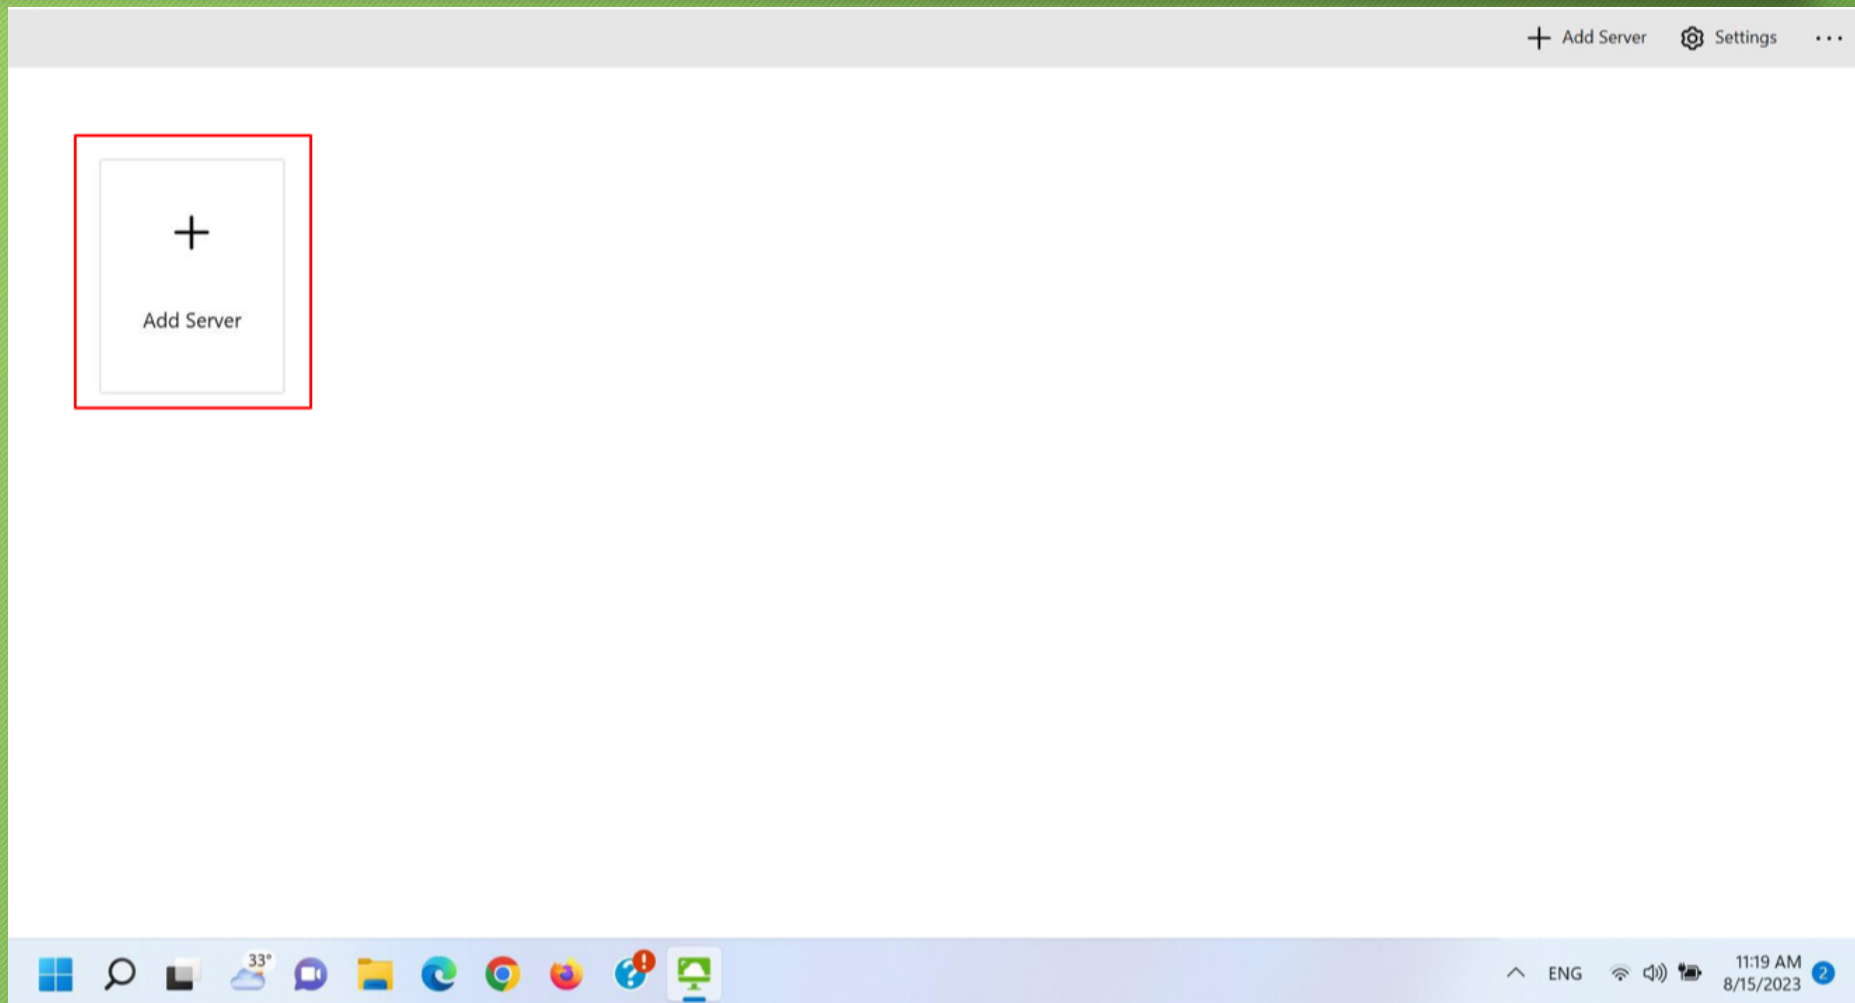 Add Server Settings ...
Add Server
33°
ENG
11:19 AM
8/15/2023
2